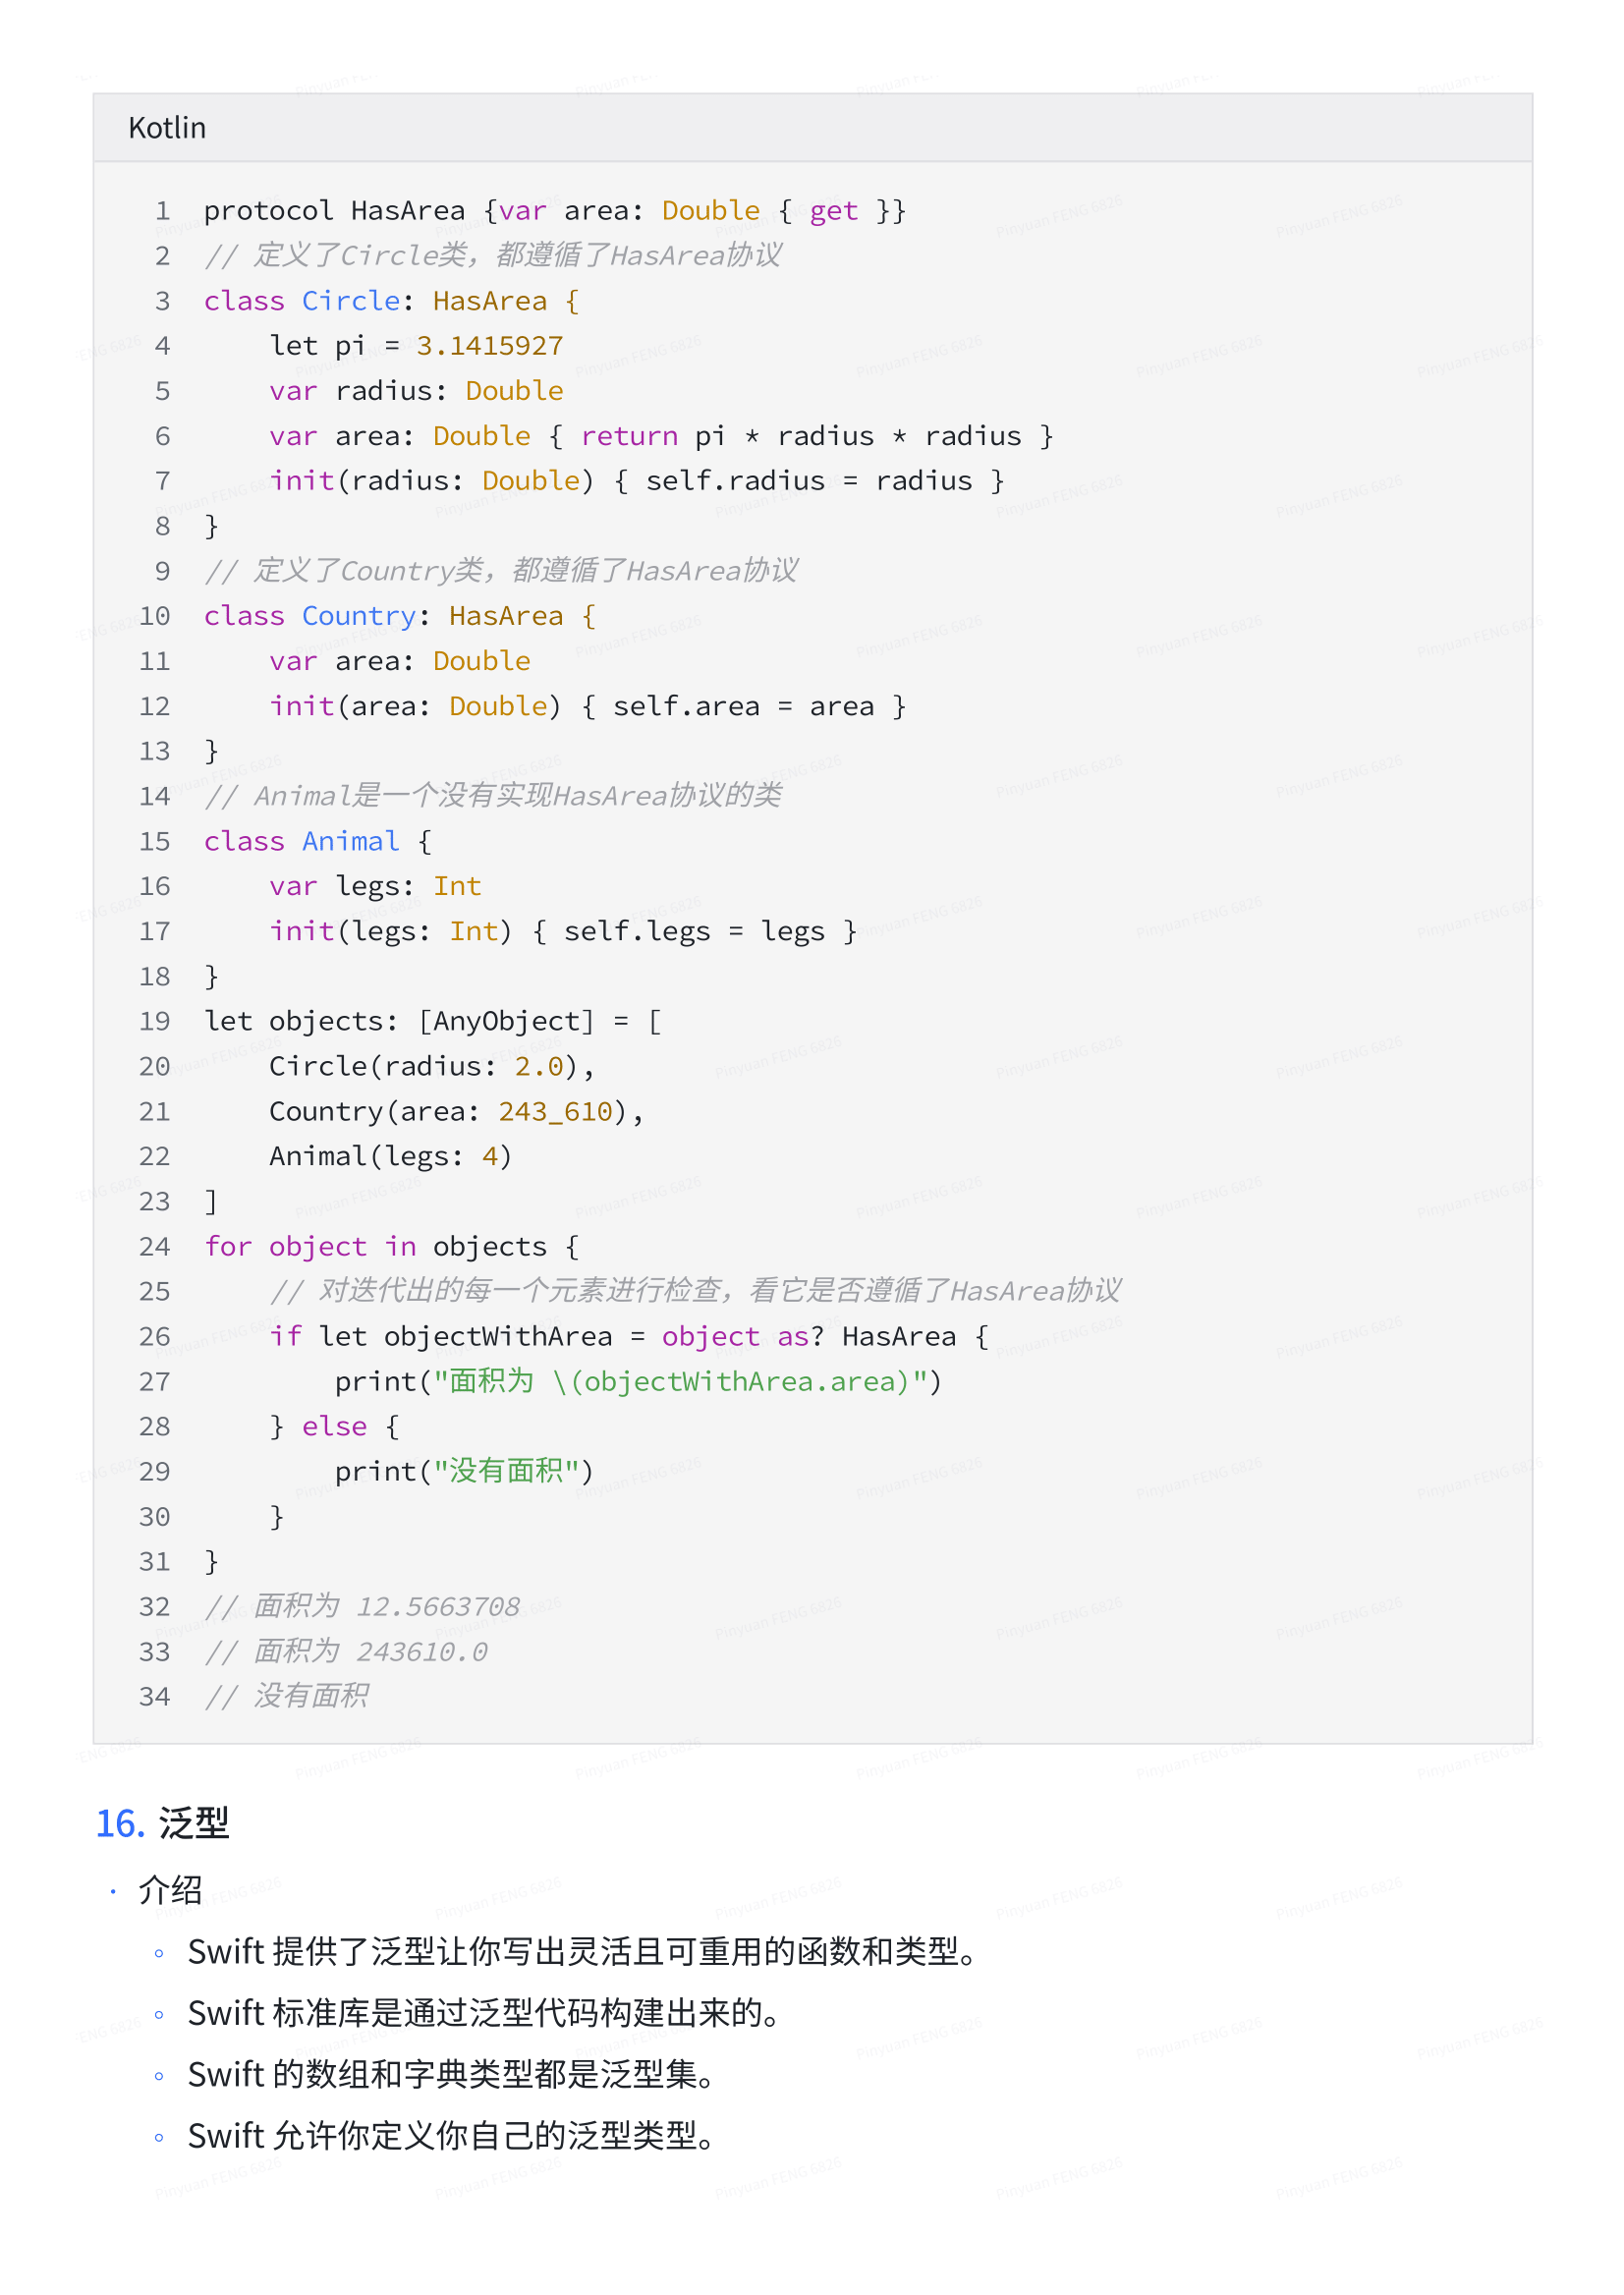 Kotlin
1 protocol HasArea {var area: Double { get }}
2 // 定义了Circle类，都遵循了HasArea协议
3 class Circle: HasArea {
4     let pi = 3.1415927
5     var radius: Double
6     var area: Double { return pi * radius * radius }
7     init(radius: Double) { self.radius = radius }
8 }
9 // 定义了Country类，都遵循了HasArea协议
10 class Country: HasArea {
11     var area: Double
12     init(area: Double) { self.area = area }
13 }
14 // Animal是一个没有实现HasArea协议的类
15 class Animal {
16     var legs: Int
17     init(legs: Int) { self.legs = legs }
18 }
19 let objects: [AnyObject] = [
20     Circle(radius: 2.0),
21     Country(area: 243_610),
22     Animal(legs: 4)
23 ]
24 for object in objects {
25     // 对迭代出的每一个元素进行检查，看它是否遵循了HasArea协议
26     if let objectWithArea = object as? HasArea {
27         print("面积为 \(objectWithArea.area)")
28     } else {
29         print("没有面积")
30     }
31 }
32 // 面积为 12.5663708
33 // 面积为 243610.0
34 // 没有面积
16. 泛型
· 介绍
◦ Swift 提供了泛型让你写出灵活且可重用的函数和类型。
◦ Swift 标准库是通过泛型代码构建出来的。
◦ Swift 的数组和字典类型都是泛型集。
◦ Swift 允许你定义你自己的泛型类型。
Pinyuan FENG 6826